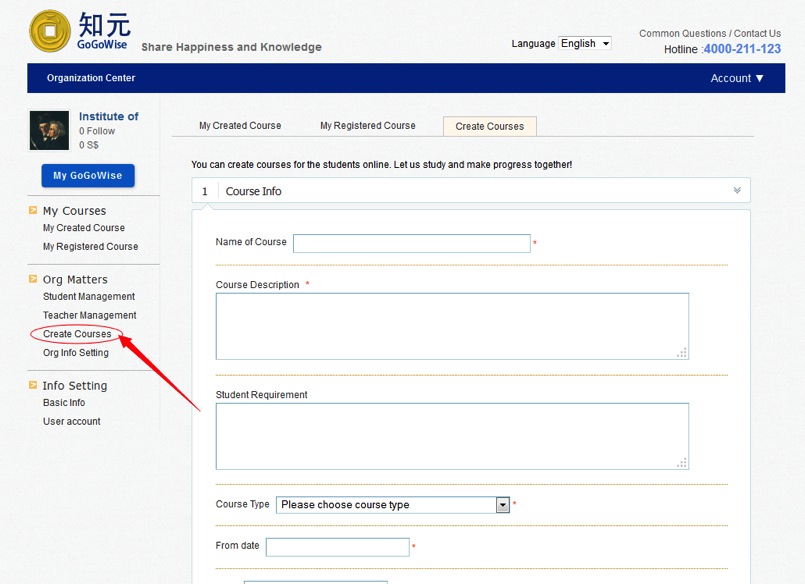 知元
GoGoWise
Share Happiness and Knowledge
Language English
Common Questions / Contact Us
Hotline :4000-211-123
Organization Center
Account ▼
Institute of
0 Follow
0 S$
My GoGoWise
My Courses
My Created Course
My Registered Course
Org Matters
Student Management
Teacher Management
Create Courses
Org Info Setting
Info Setting
Basic Info
User account
My Created Course
My Registered Course
Create Courses
You can create courses for the students online. Let us study and make progress together!
1 Course Info
Name of Course *
Course Description *
Student Requirement
Course Type Please choose course type *
From date *